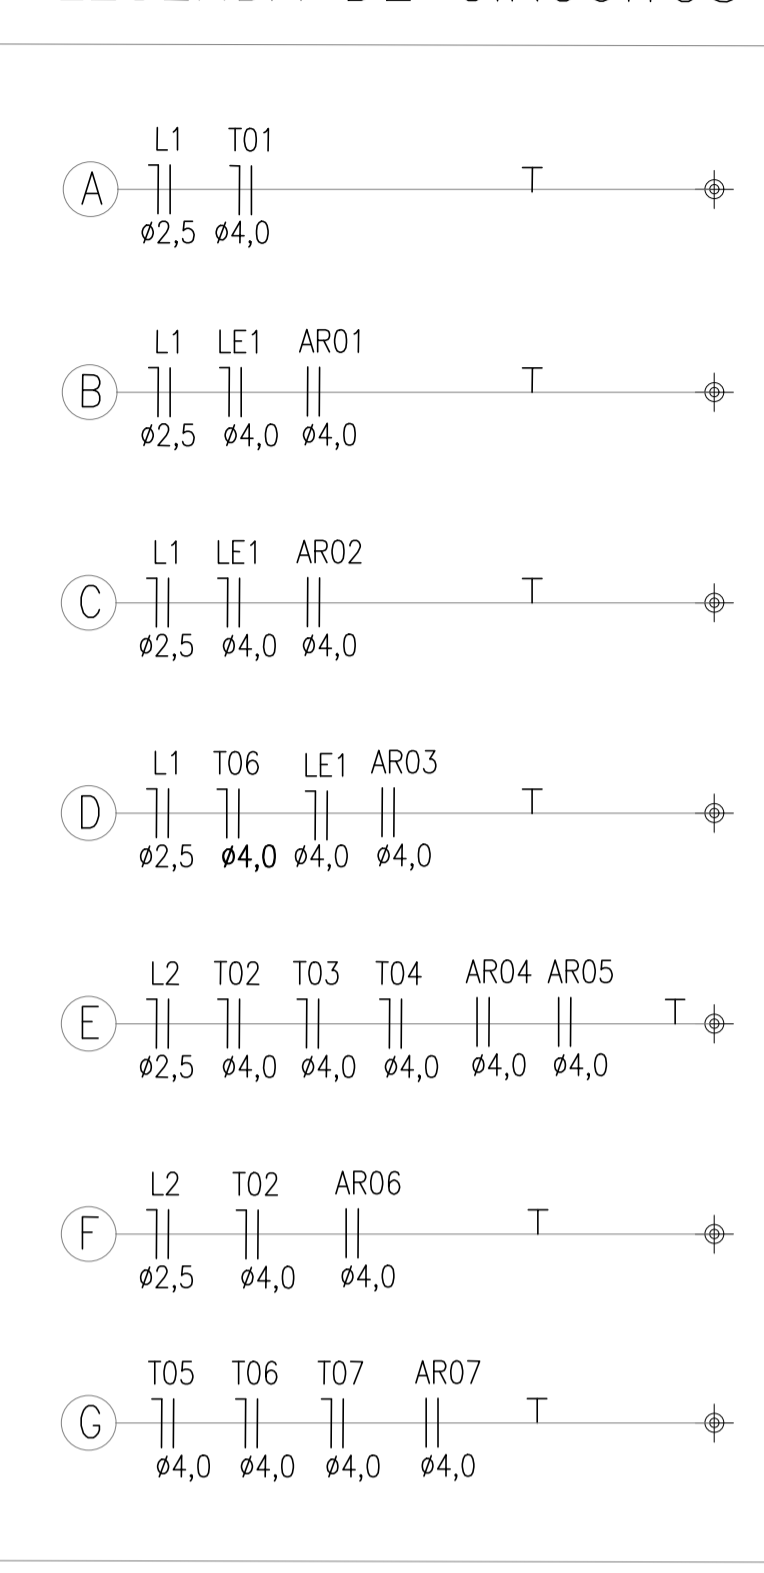 L1 T01
A T
ø2,5 ø4,0
L1 LE1 AR01
B T
ø2,5 ø4,0 ø4,0
L1 LE1 AR02
C T
ø2,5 ø4,0 ø4,0
L1 T06 LE1 AR03
D T
ø2,5 ø4,0 ø4,0 ø4,0
L2 T02 T03 T04 AR04 AR05
E T
ø2,5 ø4,0 ø4,0 ø4,0 ø4,0 ø4,0
L2 T02 AR06
F T
ø2,5 ø4,0 ø4,0
T05 T06 T07 AR07
G T
ø4,0 ø4,0 ø4,0 ø4,0